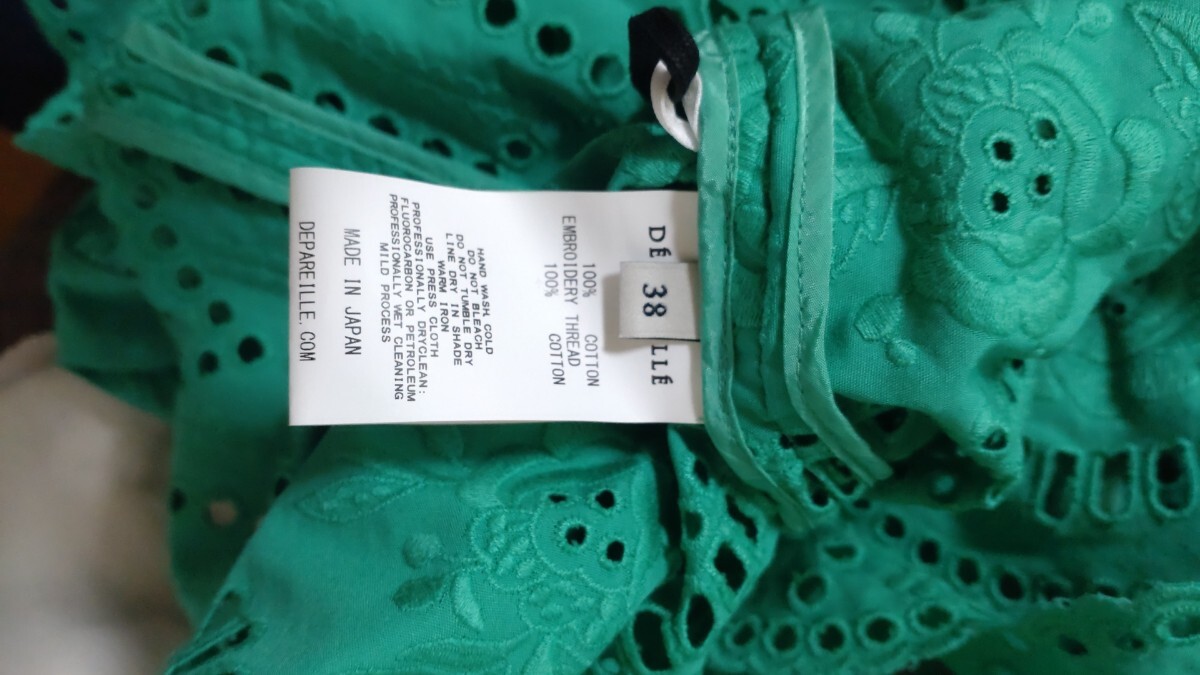 DÉ LLÉ
38
100% COTTON
EMBROIDERY THREAD
100% COTTON
HAND WASH COLD
DO NOT BLEACH
DO NOT TUMBLE DRY
LINE DRY IN SHADE
WARM IRON
USE PRESS CLOTH
PROFESSIONALLY DRYCLEAN:
FLUOROCARBON OR PETROLEUM
PROFESSIONALLY WET CLEANING
MILD PROCESS
MADE IN JAPAN
DEPAREILLE.COM